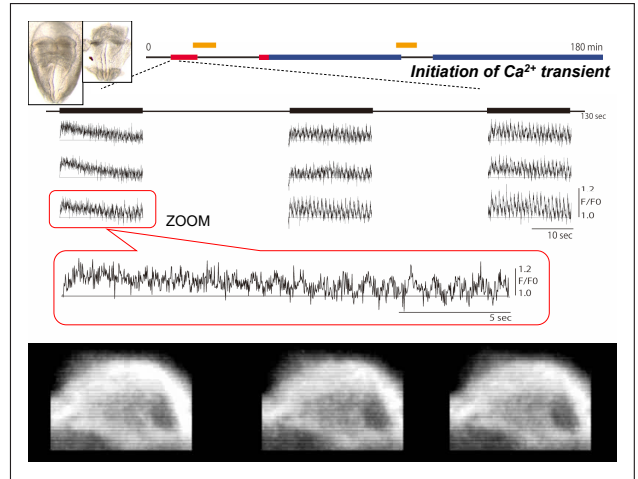 0
180 min
Initiation of Ca²⁺ transient
130 sec
1.2
F/F0
1.0
ZOOM
10 sec
1.2
F/F0
1.0
5 sec